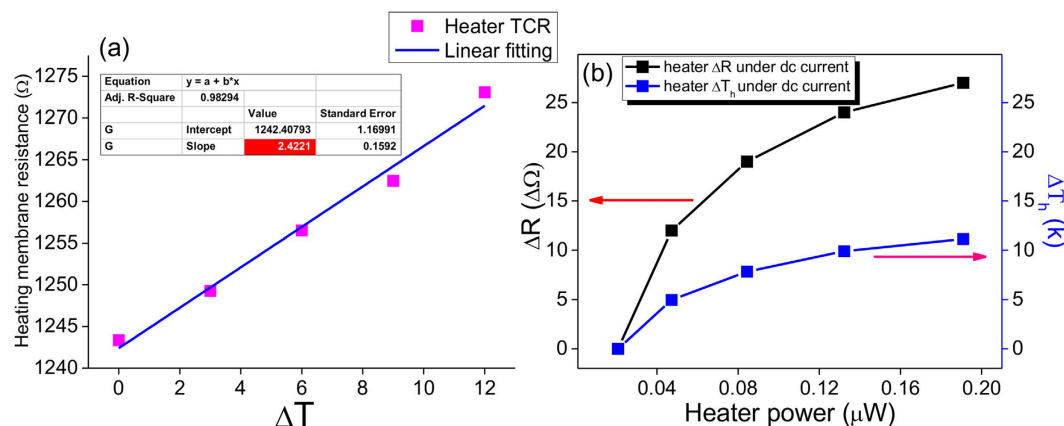 (a)
Heater TCR
Linear fitting
Equation y = a + b*x
Adj. R-Square 0.98294
Value Standard Error
G Intercept 1242.40793 1.16991
G Slope 2.4221 0.1592
Heating membrane resistance (Ω)
1275
1270
1265
1260
1255
1250
1245
1240
0 2 4 6 8 10 12
ΔT
(b)
heater ΔR under dc current
heater ΔTh under dc current
ΔR (ΔΩ)
25
20
15
10
5
0
25
20
15
10
5
0
ΔTh (k)
0.04 0.08 0.12 0.16 0.20
Heater power (μW)